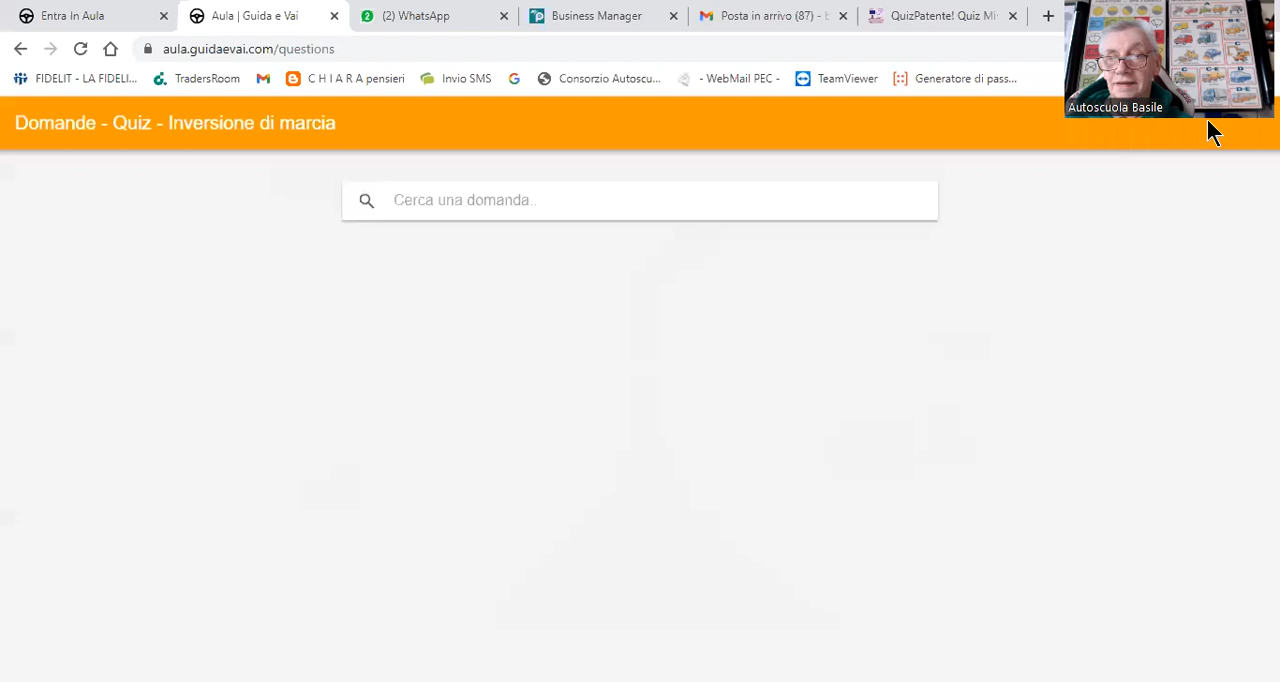 Entra In Aula
Aula | Guida e Vai
(2) WhatsApp
Business Manager
Posta in arrivo (87) - b
QuizPatente! Quiz Mi
aula.guidaevai.com/questions
FIDELIT - LA FIDELI...
TradersRoom
C H I A R A pensieri
Invio SMS
Consorzio Autoscu...
- WebMail PEC -
TeamViewer
Generatore di pass...
Autoscuola Basile
Domande - Quiz - Inversione di marcia
Cerca una domanda..